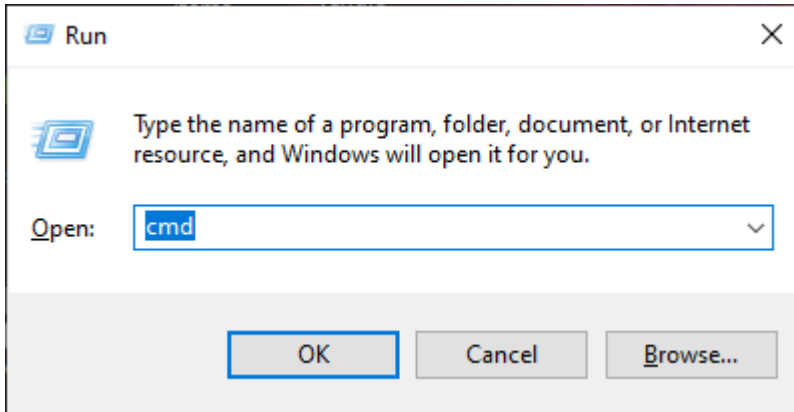 Run
Type the name of a program, folder, document, or Internet
resource, and Windows will open it for you.
Open:
cmd
OK
Cancel
Browse...